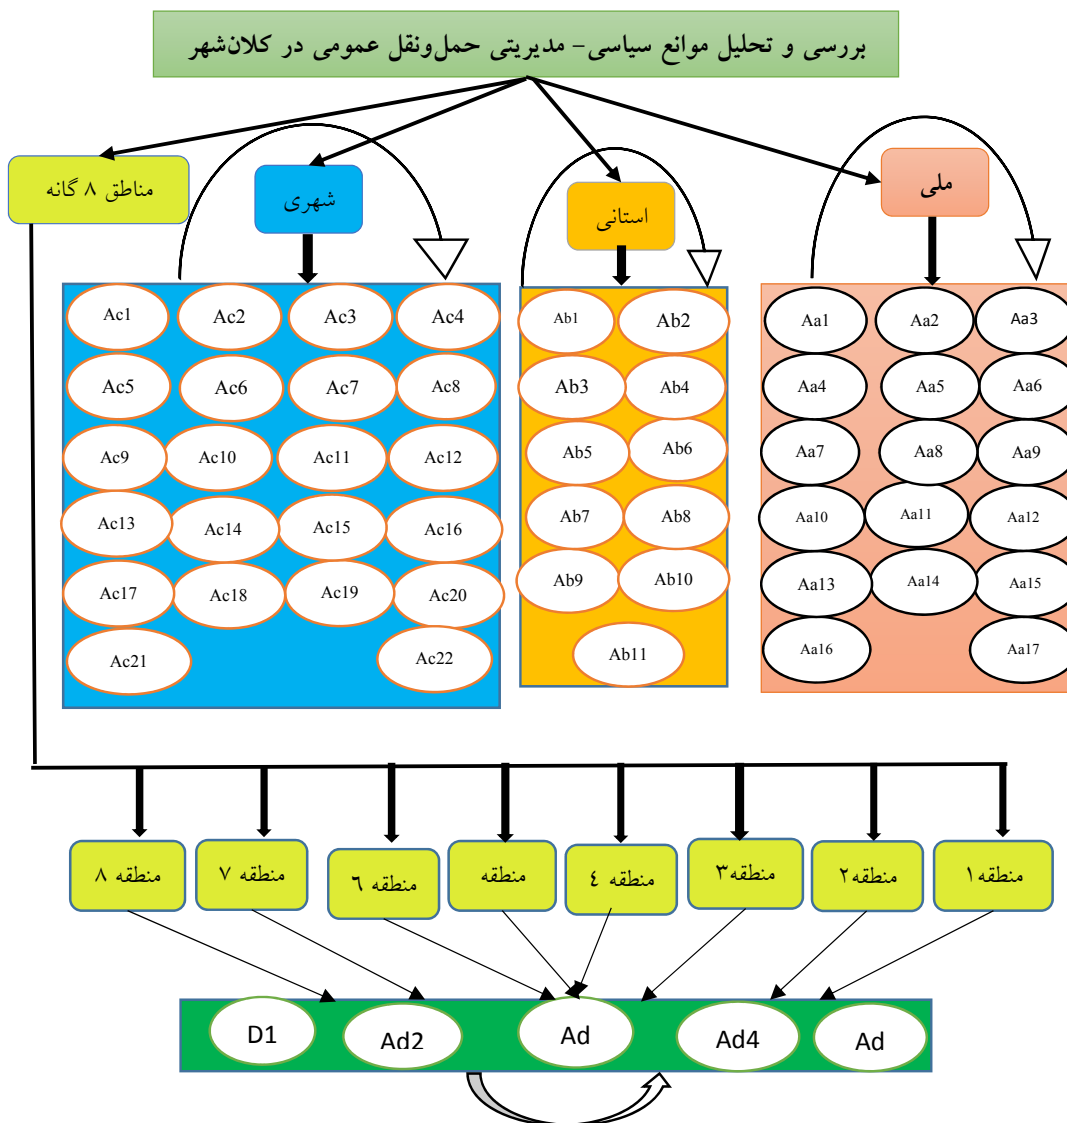 بررسی و تحلیل موانع سیاسی- مدیریتی حمل‌ونقل عمومی در کلان‌شهر
ملی
استانی
شهری
مناطق ۸ گانه
Aa1 Aa2 Aa3
Aa4 Aa5 Aa6
Aa7 Aa8 Aa9
Aa10 Aa11 Aa12
Aa13 Aa14 Aa15
Aa16 Aa17
Ab1 Ab2
Ab3 Ab4
Ab5 Ab6
Ab7 Ab8
Ab9 Ab10
Ab11
Ac1 Ac2 Ac3 Ac4
Ac5 Ac6 Ac7 Ac8
Ac9 Ac10 Ac11 Ac12
Ac13 Ac14 Ac15 Ac16
Ac17 Ac18 Ac19 Ac20
Ac21 Ac22
منطقه۱
منطقه۲
منطقه۳
منطقه ٤
منطقه
منطقه ٦
منطقه ۷
منطقه ۸
D1 Ad2 Ad Ad4 Ad